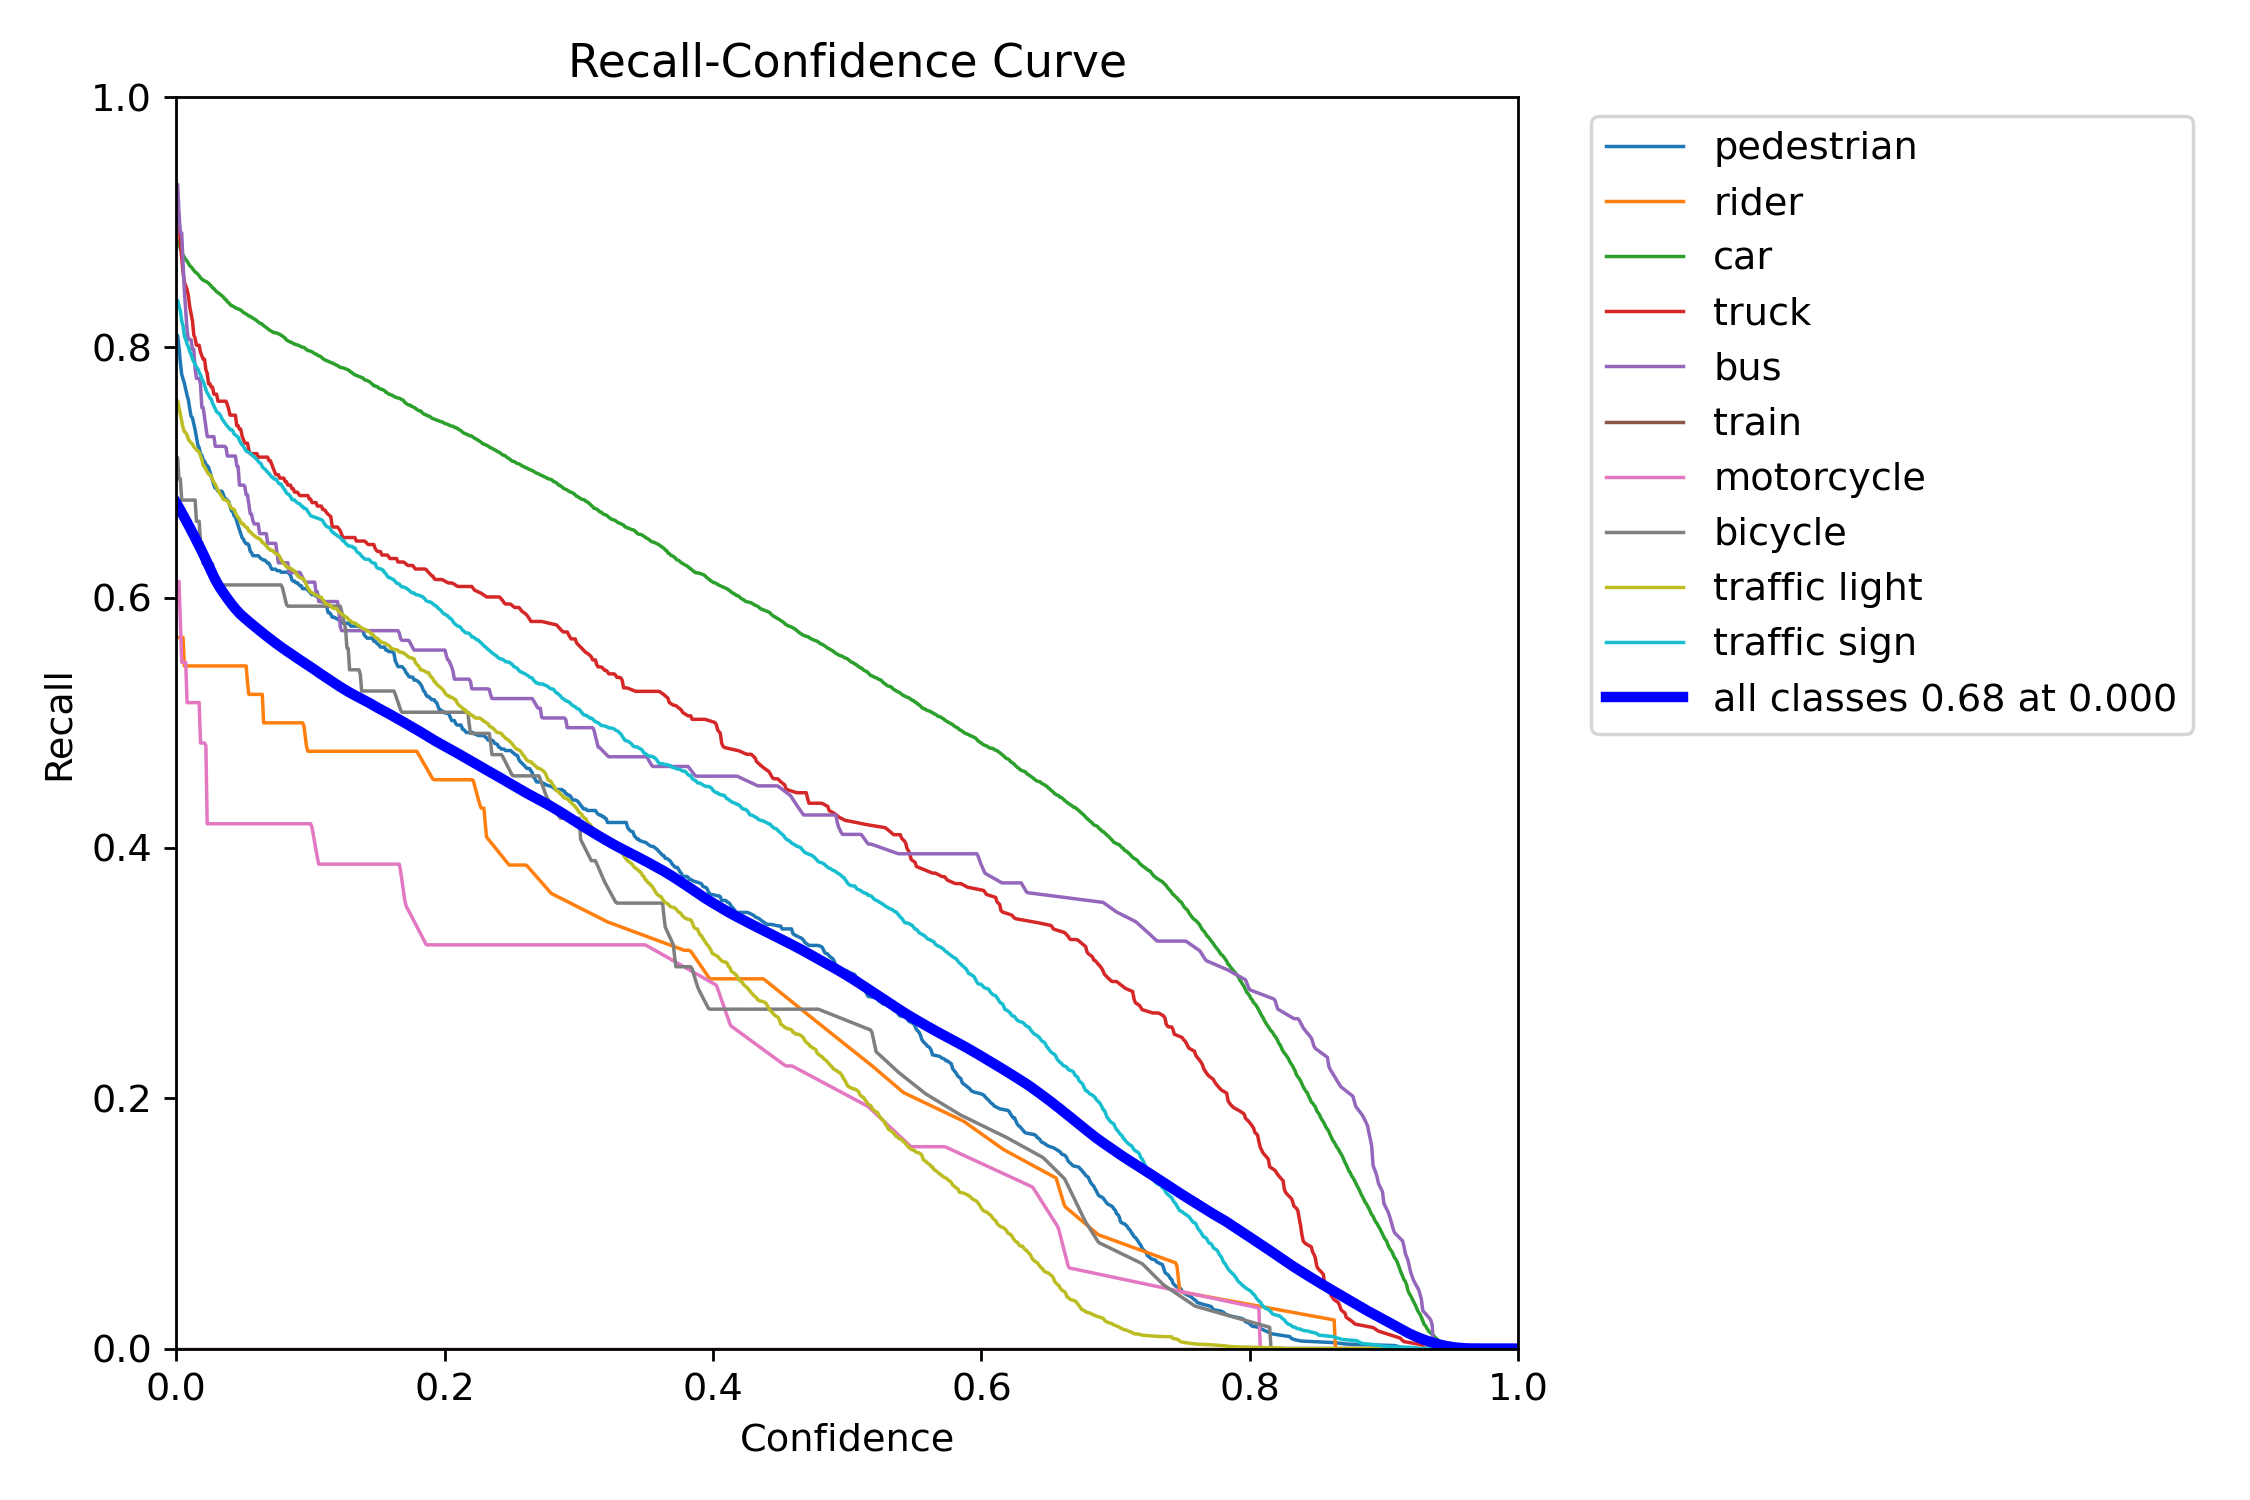 Recall-Confidence Curve
1.0
0.8
0.6
0.4
0.2
0.0
Recall
0.0 0.2 0.4 0.6 0.8 1.0
Confidence
pedestrian
rider
car
truck
bus
train
motorcycle
bicycle
traffic light
traffic sign
all classes 0.68 at 0.000